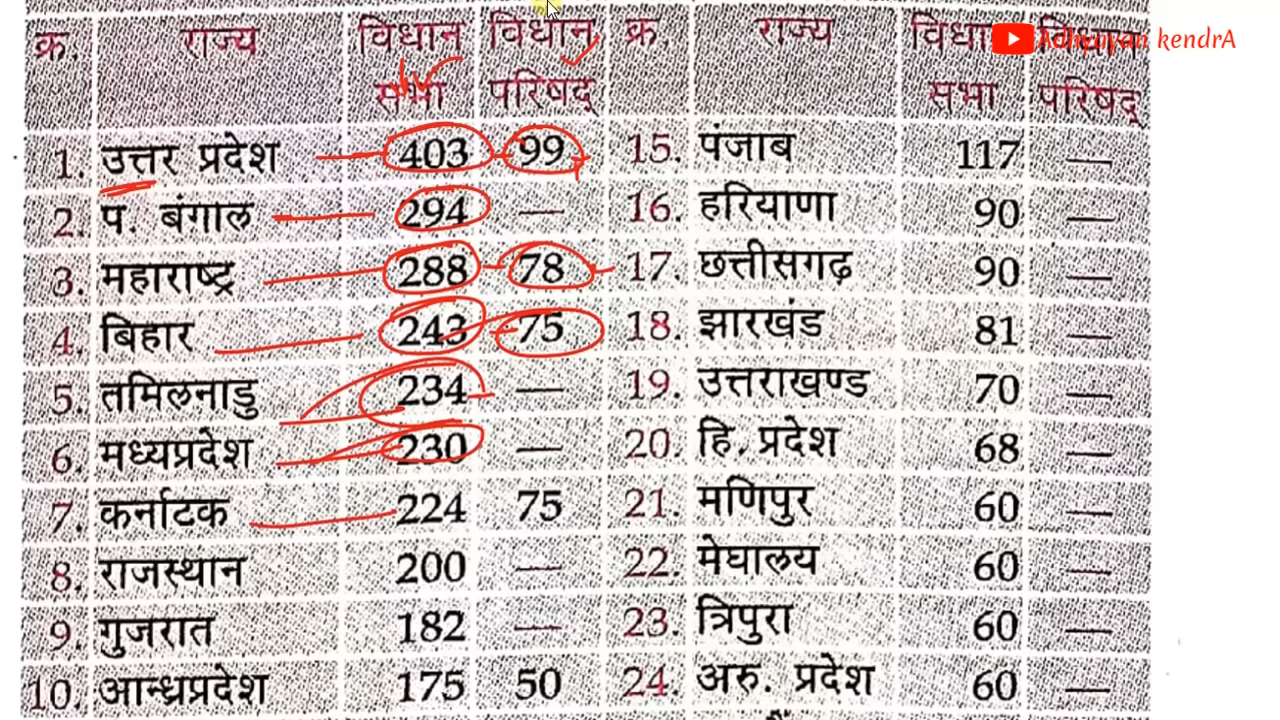 क्र. राज्य विधान विधान क्र. राज्य विधान विधान
सभा परिषद् सभा परिषद्
Adhyayan kendrA
1. उत्तर प्रदेश 403 99 15. पंजाब 117 —
2. प. बंगाल 294 — 16. हरियाणा 90 —
3. महाराष्ट्र 288 78 17. छत्तीसगढ़ 90 —
4. बिहार 243 75 18. झारखंड 81 —
5. तमिलनाडु 234 — 19. उत्तराखण्ड 70 —
6. मध्यप्रदेश 230 — 20. हि. प्रदेश 68 —
7. कर्नाटक 224 75 21. मणिपुर 60 —
8. राजस्थान 200 — 22. मेघालय 60 —
9. गुजरात 182 — 23. त्रिपुरा 60 —
10. आन्ध्रप्रदेश 175 50 24. अरु. प्रदेश 60 —